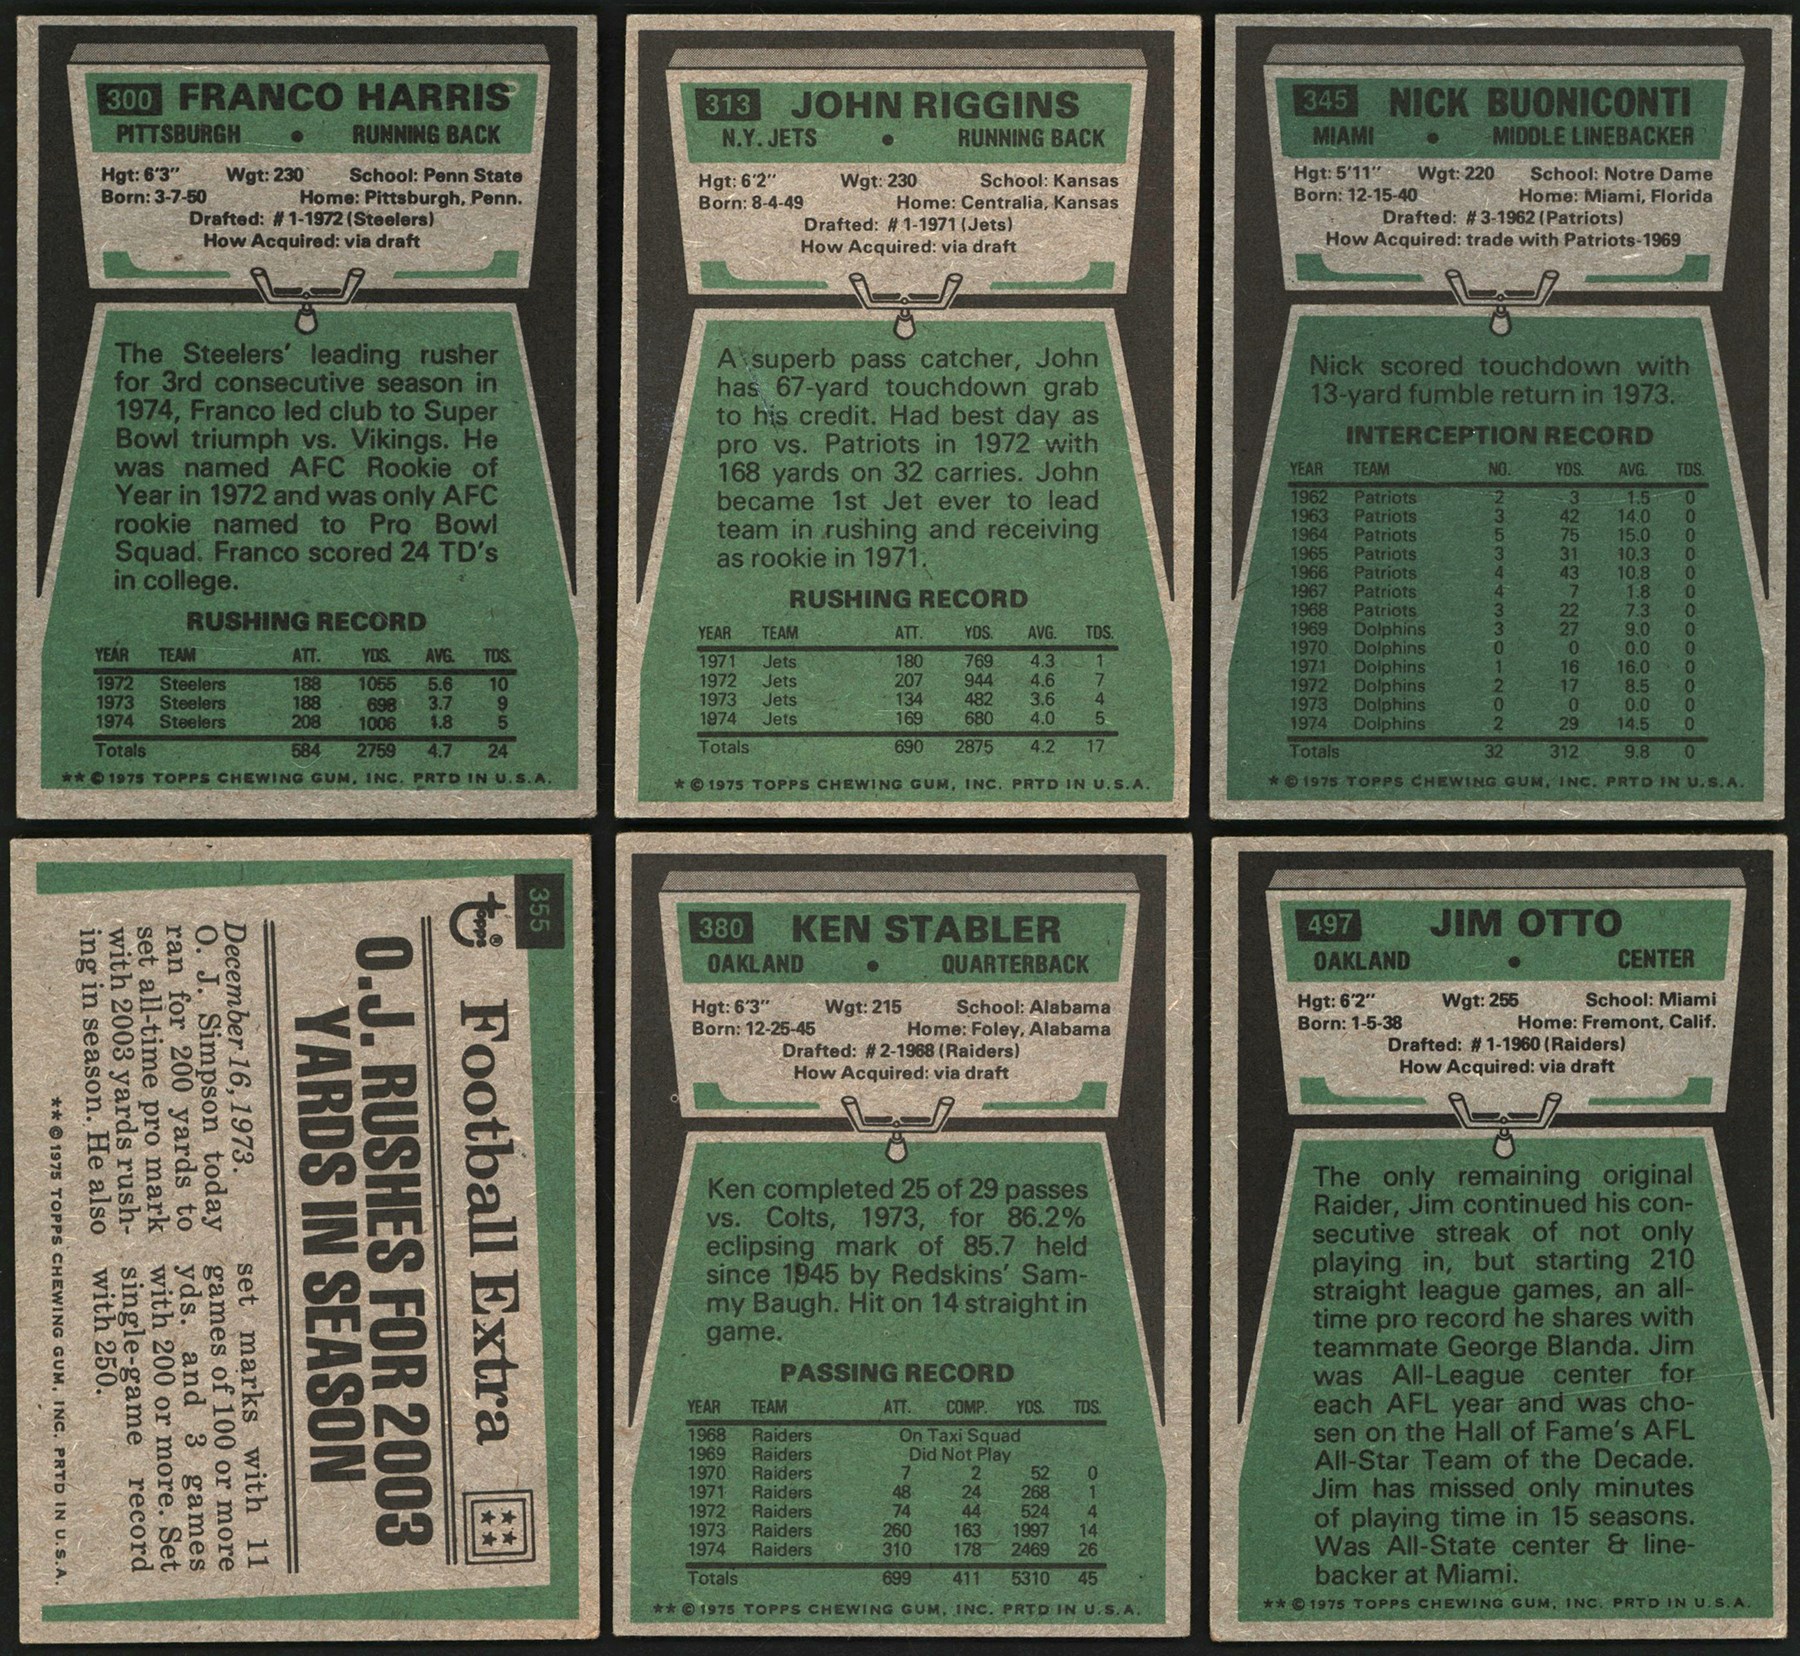 300 FRANCO HARRIS
PITTSBURGH • RUNNING BACK
Hgt: 6'3" Wgt: 230 School: Penn State
Born: 3-7-50 Home: Pittsburgh, Penn.
Drafted: #1-1972 (Steelers)
How Acquired: via draft
The Steelers' leading rusher
for 3rd consecutive season in
1974, Franco led club to Super
Bowl triumph vs. Vikings. He
was named AFC Rookie of
Year in 1972 and was only AFC
rookie named to Pro Bowl
Squad. Franco scored 24 TD's
in college.
RUSHING RECORD
YEAR TEAM ATT. YDS. AVG. TDS.
1972 Steelers 188 1055 5.6 10
1973 Steelers 188 698 3.7 9
1974 Steelers 208 1006 4.8 5
Totals 584 2759 4.7 24
** © 1975 TOPPS CHEWING GUM, INC. PRTD IN U.S.A.
313 JOHN RIGGINS
N.Y. JETS • RUNNING BACK
Hgt: 6'2" Wgt: 230 School: Kansas
Born: 8-4-49 Home: Centralia, Kansas
Drafted: #1-1971 (Jets)
How Acquired: via draft
A superb pass catcher, John
has 67-yard touchdown grab
to his credit. Had best day as
pro vs. Patriots in 1972 with
168 yards on 32 carries. John
became 1st Jet ever to lead
team in rushing and receiving
as rookie in 1971.
RUSHING RECORD
YEAR TEAM ATT. YDS. AVG. TDS.
1971 Jets 180 769 4.3 1
1972 Jets 207 944 4.6 7
1973 Jets 134 482 3.6 4
1974 Jets 169 680 4.0 5
Totals 690 2875 4.2 17
* © 1975 TOPPS CHEWING GUM, INC. PRTD IN U.S.A.
345 NICK BUONICONTI
MIAMI • MIDDLE LINEBACKER
Hgt: 5'11" Wgt: 220 School: Notre Dame
Born: 12-15-40 Home: Miami, Florida
Drafted: #3-1962 (Patriots)
How Acquired: trade with Patriots-1969
Nick scored touchdown with
13-yard fumble return in 1973.
INTERCEPTION RECORD
YEAR TEAM NO. YDS. AVG. TDS.
1962 Patriots 2 3 1.5 0
1963 Patriots 3 42 14.0 0
1964 Patriots 5 75 15.0 0
1965 Patriots 3 31 10.3 0
1966 Patriots 4 43 10.8 0
1967 Patriots 4 7 1.8 0
1968 Patriots 3 22 7.3 0
1969 Dolphins 3 27 9.0 0
1970 Dolphins 0 0 0.0 0
1971 Dolphins 1 16 16.0 0
1972 Dolphins 2 17 8.5 0
1973 Dolphins 0 0 0.0 0
1974 Dolphins 2 29 14.5 0
Totals 32 312 9.8 0
* © 1975 TOPPS CHEWING GUM, INC. PRTD IN U.S.A.
355
Topps®
Football Extra
O.J. RUSHES FOR 2003
YARDS IN SEASON
December 16, 1973.
O. J. Simpson today
ran for 200 yards to
set all-time pro mark
with 2003 yards rush-
ing in season. He also
set marks with 11
games of 100 or more
yds. and 3 games
with 200 or more. Set
single-game record
with 250.
** © 1975 TOPPS CHEWING GUM, INC. PRTD IN U.S.A.
380 KEN STABLER
OAKLAND • QUARTERBACK
Hgt: 6'3" Wgt: 215 School: Alabama
Born: 12-25-45 Home: Foley, Alabama
Drafted: #2-1968 (Raiders)
How Acquired: via draft
Ken completed 25 of 29 passes
vs. Colts, 1973, for 86.2%
eclipsing mark of 85.7 held
since 1945 by Redskins' Sam-
my Baugh. Hit on 14 straight in
game.
PASSING RECORD
YEAR TEAM ATT. COMP. YDS. TDS.
1968 Raiders On Taxi Squad
1969 Raiders Did Not Play
1970 Raiders 7 2 52 0
1971 Raiders 48 24 268 1
1972 Raiders 74 44 524 4
1973 Raiders 260 163 1997 14
1974 Raiders 310 178 2469 26
Totals 699 411 5310 45
** © 1975 TOPPS CHEWING GUM, INC. PRTD IN U.S.A.
497 JIM OTTO
OAKLAND • CENTER
Hgt: 6'2" Wgt: 255 School: Miami
Born: 1-5-38 Home: Fremont, Calif.
Drafted: #1-1960 (Raiders)
How Acquired: via draft
The only remaining original
Raider, Jim continued his con-
secutive streak of not only
playing in, but starting 210
straight league games, an all-
time pro record he shares with
teammate George Blanda. Jim
was All-League center for
each AFL year and was cho-
sen on the Hall of Fame's AFL
All-Star Team of the Decade.
Jim has missed only minutes
of playing time in 15 seasons.
Was All-State center & line-
backer at Miami.
** © 1975 TOPPS CHEWING GUM, INC. PRTD IN U.S.A.